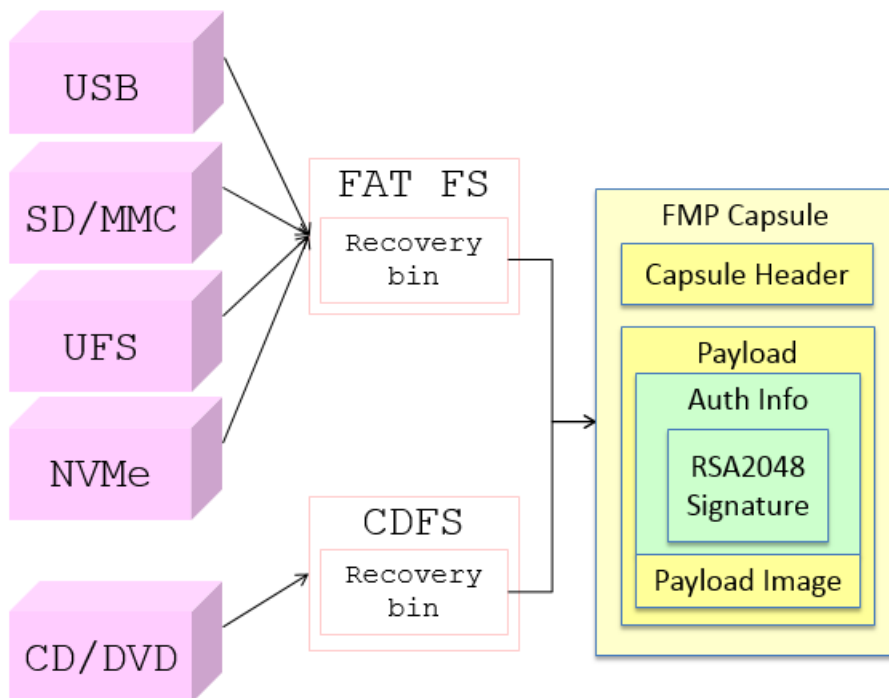 USB
SD/MMC
UFS
NVMe
CD/DVD
FAT FS
Recovery
bin
CDFS
Recovery
bin
FMP Capsule
Capsule Header
Payload
Auth Info
RSA2048
Signature
Payload Image